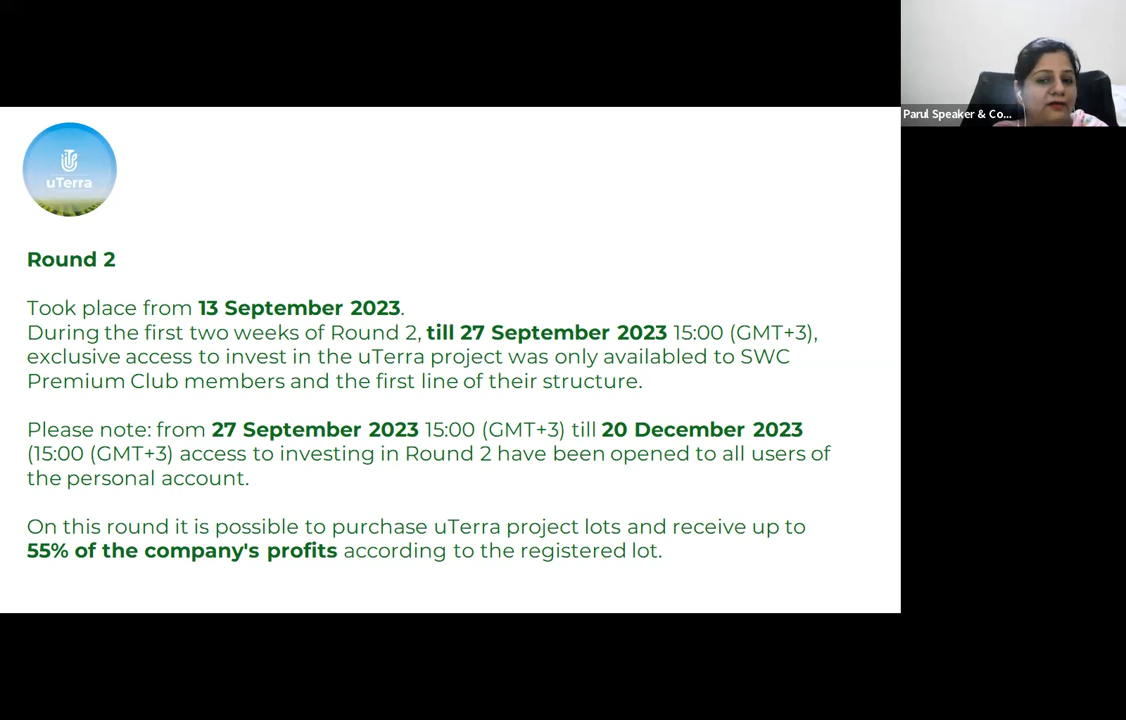 Parul Speaker & Co...
uTerra
Round 2
Took place from 13 September 2023.
During the first two weeks of Round 2, till 27 September 2023 15:00 (GMT+3),
exclusive access to invest in the uTerra project was only availabled to SWC
Premium Club members and the first line of their structure.
Please note: from 27 September 2023 15:00 (GMT+3) till 20 December 2023
(15:00 (GMT+3) access to investing in Round 2 have been opened to all users of
the personal account.
On this round it is possible to purchase uTerra project lots and receive up to
55% of the company's profits according to the registered lot.